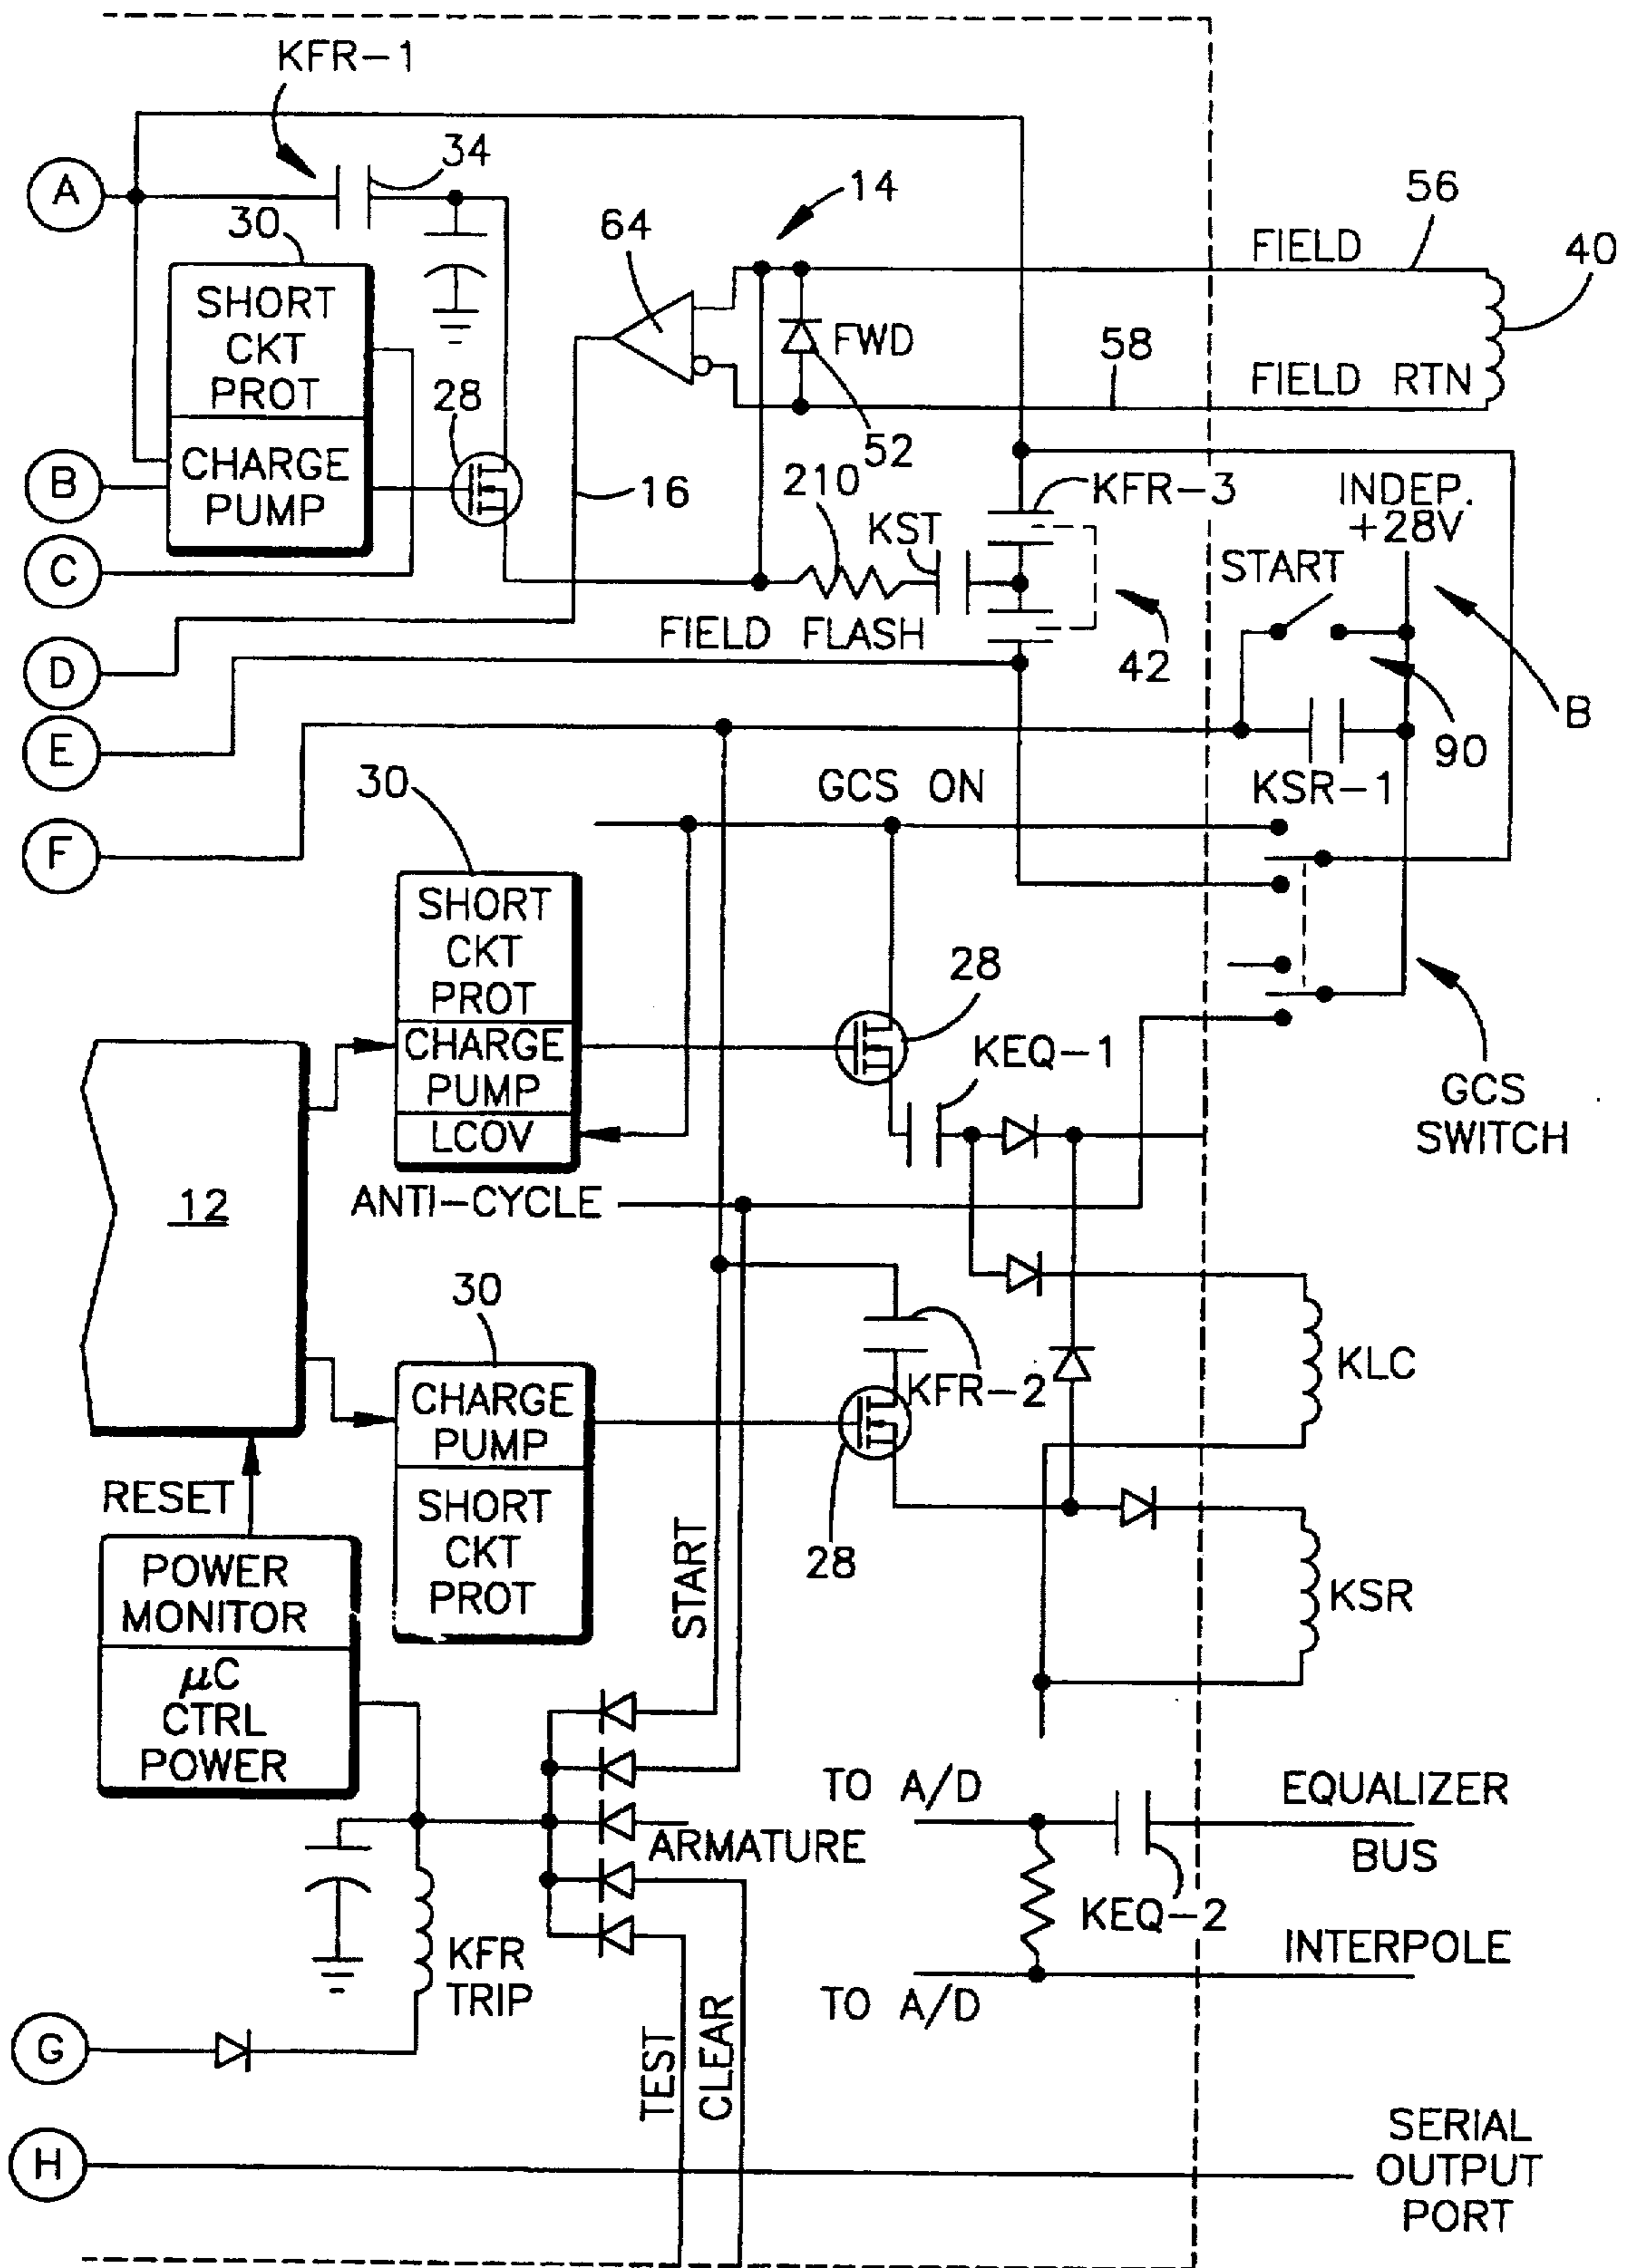 KFR-1
A
34
30
SHORT
CKT
PROT
CHARGE
PUMP
28
B
C
D
E
F
64
14
FWD
52
16
FIELD
56
40
58
FIELD RTN
210
KST
KFR-3
FIELD FLASH
42
INDEP.
+28V
START
B
90
KSR-1
GCS ON
30
SHORT
CKT
PROT
CHARGE
PUMP
LCOV
28
KEQ-1
GCS
SWITCH
12
ANTI-CYCLE
30
CHARGE
PUMP
SHORT
CKT
PROT
KFR-2
28
KLC
KSR
RESET
POWER
MONITOR
μC
CTRL
POWER
START
ARMATURE
TO A/D
EQUALIZER
BUS
KEQ-2
INTERPOLE
TO A/D
KFR
TRIP
G
TEST
CLEAR
H
SERIAL
OUTPUT
PORT